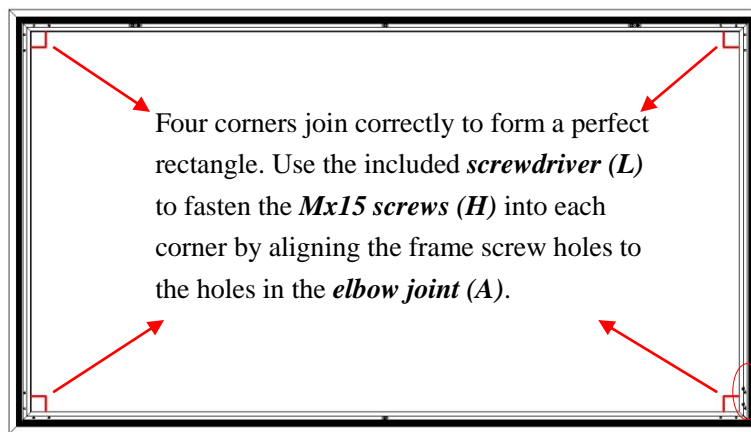 Four corners join correctly to form a perfect
rectangle. Use the included screwdriver (L)
to fasten the Mx15 screws (H) into each
corner by aligning the frame screw holes to
the holes in the elbow joint (A).